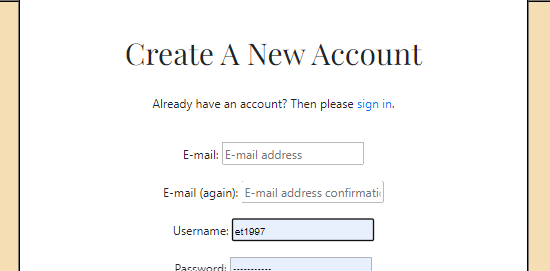 Create A New Account
Already have an account? Then please sign in.
E-mail: E-mail address
E-mail (again): E-mail address confirmatic
Username: et1997
Password: ···········